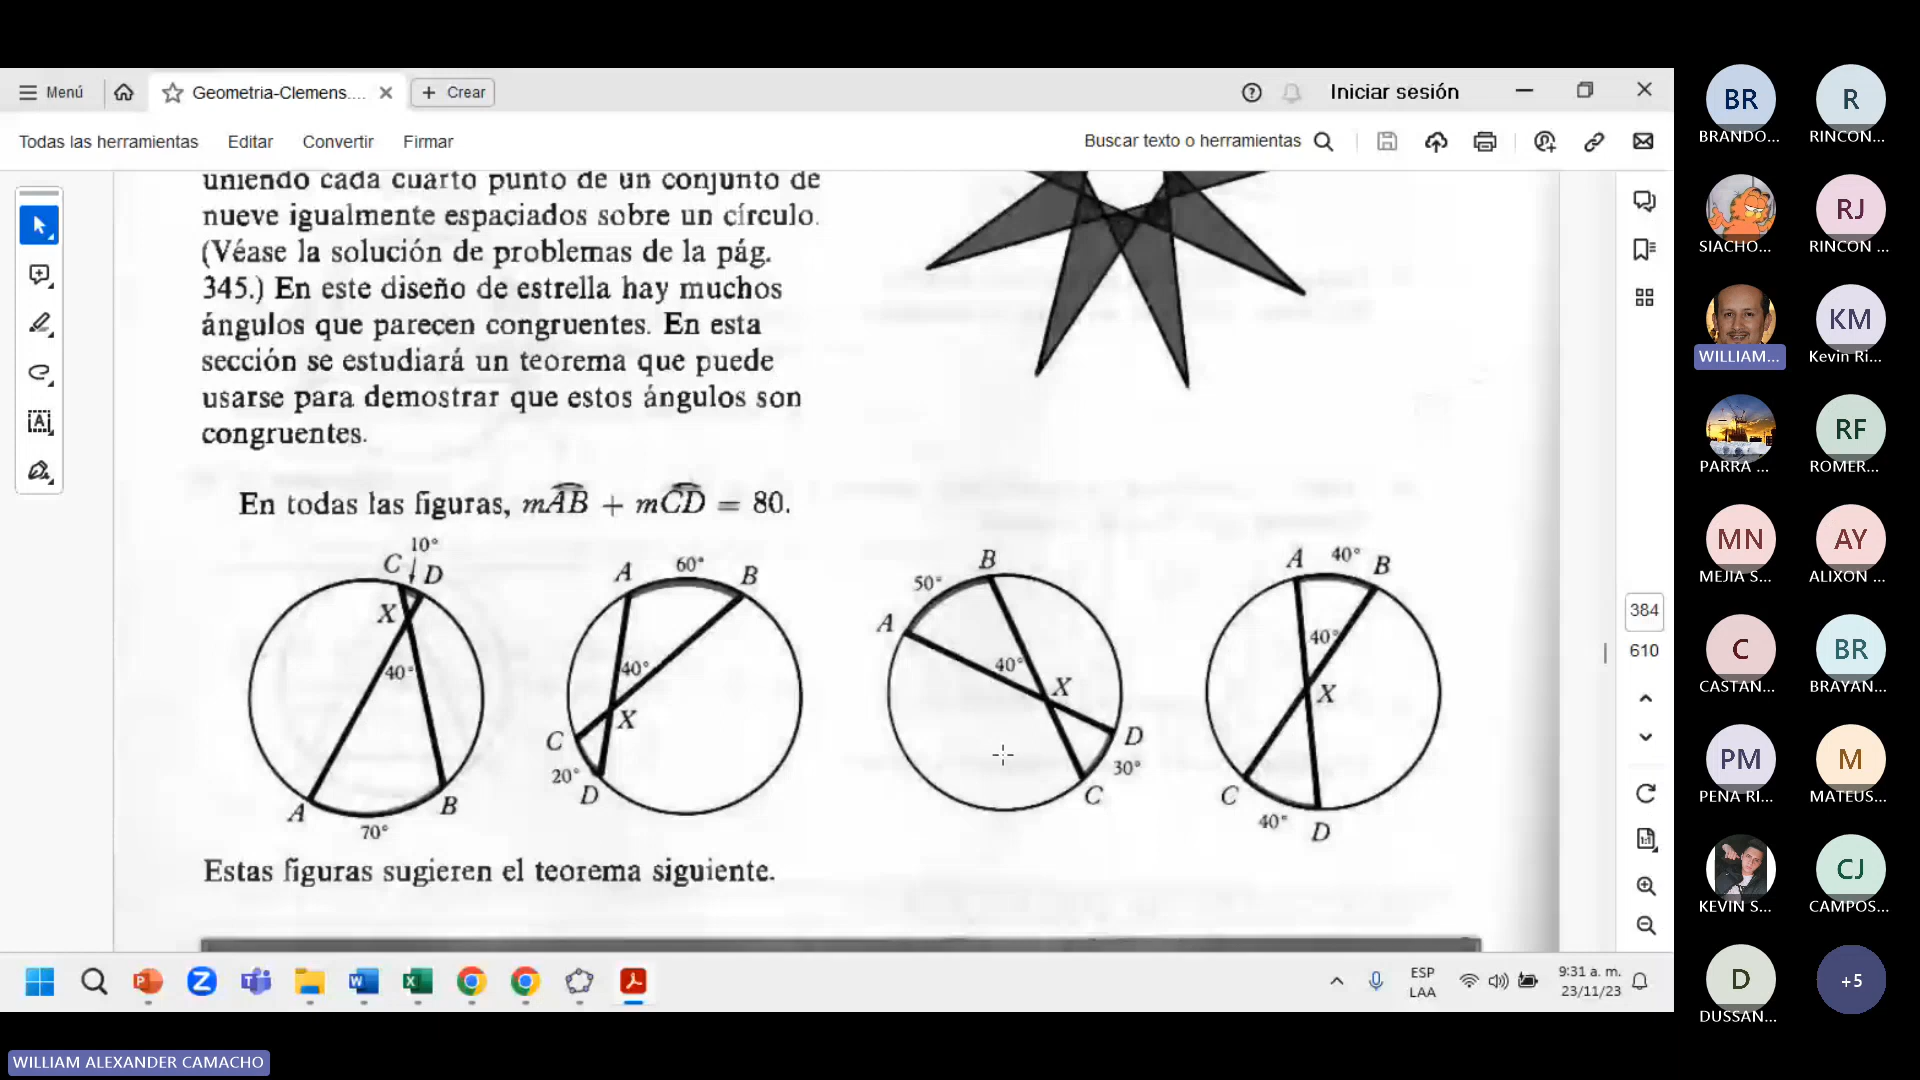 Menú
Geometria-Clemens....
Crear
Iniciar sesión
Todas las herramientas
Editar
Convertir
Firmar
Buscar texto o herramientas
uniendo cada cuarto punto de un conjunto de
nueve igualmente espaciados sobre un círculo.
(Véase la solución de problemas de la pág.
345.) En este diseño de estrella hay muchos
ángulos que parecen congruentes. En esta
sección se estudiará un teorema que puede
usarse para demostrar que estos ángulos son
congruentes.
En todas las figuras, mAB + mCD = 80.
10°
C D
X
40°
A
B
70°
A
60°
B
40°
X
C
20°
D
B
50°
A
40°
X
D
30°
C
A
40°
B
40°
X
C
40°
D
Estas figuras sugieren el teorema siguiente.
384
610
ESP
LAA
9:31 a. m.
23/11/23
BR
BRANDO...
R
RINCON...
SIACHO...
RJ
RINCON ...
WILLIAM...
KM
Kevin Ri...
PARRA ...
RF
ROMER...
MN
MEJIA S...
AY
ALIXON ...
C
CASTAN...
BR
BRAYAN...
PM
PENA RI...
M
MATEUS...
KEVIN S...
CJ
CAMPOS...
D
DUSSAN...
+5
WILLIAM ALEXANDER CAMACHO